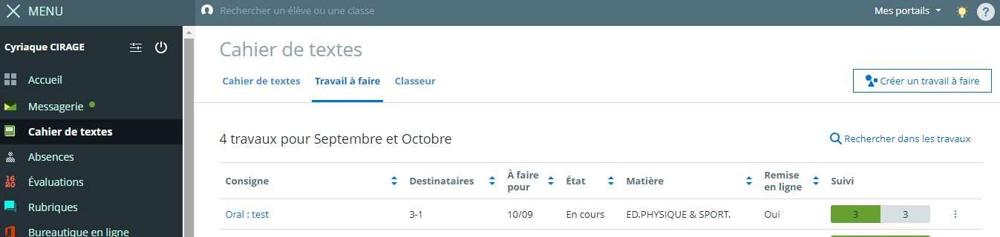 MENU
Rechercher un élève ou une classe
Mes portails
?
Cyriaque CIRAGE
Accueil
Messagerie
Cahier de textes
Absences
16
20
Évaluations
Rubriques
Bureautique en ligne
Cahier de textes
Cahier de textes
Travail à faire
Classeur
Créer un travail à faire
4 travaux pour Septembre et Octobre
Rechercher dans les travaux
Consigne
Destinataires
À faire
pour
État
Matière
Remise
en ligne
Suivi
Oral : test
3-1
10/09
En cours
ED.PHYSIQUE & SPORT.
Oui
3
3